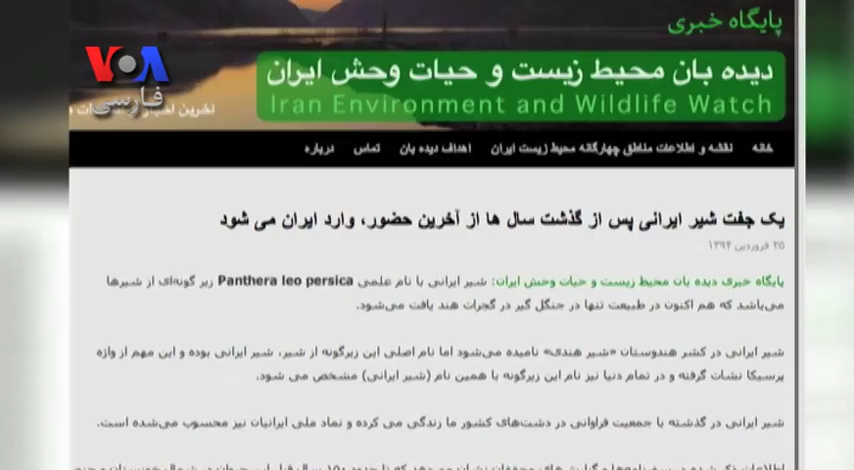 پایگاه خبری
VOA
فارسی
دیده بان محیط زیست و حیات وحش ایران
Iran Environment and Wildlife Watch
اخرین اخبار
خانه نقشه و اطلاعات مناطق چهارگانه محیط زیست ایران اهداف دیده بان تماس درباره
یک جفت شیر ایرانی پس از گذشت سال ها از آخرین حضور، وارد ایران می شود
۲۵ فروردین ۱۳۹۴
پایگاه خبری دیده بان محیط زیست و حیات وحش ایران: شیر ایرانی با نام علمی Panthera leo persica زیر گونه‌ای از شیرها
می‌باشد که هم اکنون در طبیعت تنها در جنگل گیر در گجرات هند یافت می‌شود.
شیر ایرانی در کشر هندوستان «شیر هندی» نامیده می‌شود اما نام اصلی این زیرگونه از شیر، شیر ایرانی بوده و این مهم از واژه
پرسیکا نشات گرفته و در تمام دنیا نیز نام این زیرگونه با همین نام (شیر ایرانی) مشخص می شود.
شیر ایرانی در گذشته با جمعیت فراوانی در دشت‌های کشور ما زندگی می کرده و نماد ملی ایرانیان نیز محسوب می‌شده است.